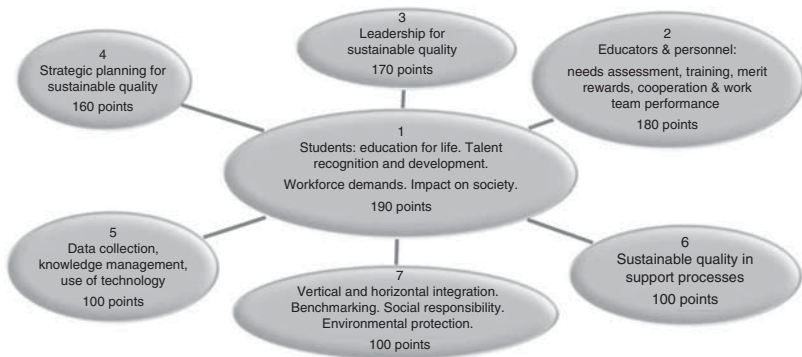 3
Leadership for
sustainable quality
170 points
4
Strategic planning for
sustainable quality
160 points
2
Educators & personnel:
needs assessment, training, merit
rewards, cooperation & work
team performance
180 points
1
Students: education for life. Talent
recognition and development.
Workforce demands. Impact on society.
190 points
5
Data collection,
knowledge management,
use of technology
100 points
7
Vertical and horizontal integration.
Benchmarking. Social responsibility.
Environmental protection.
100 points
6
Sustainable quality in
support processes
100 points